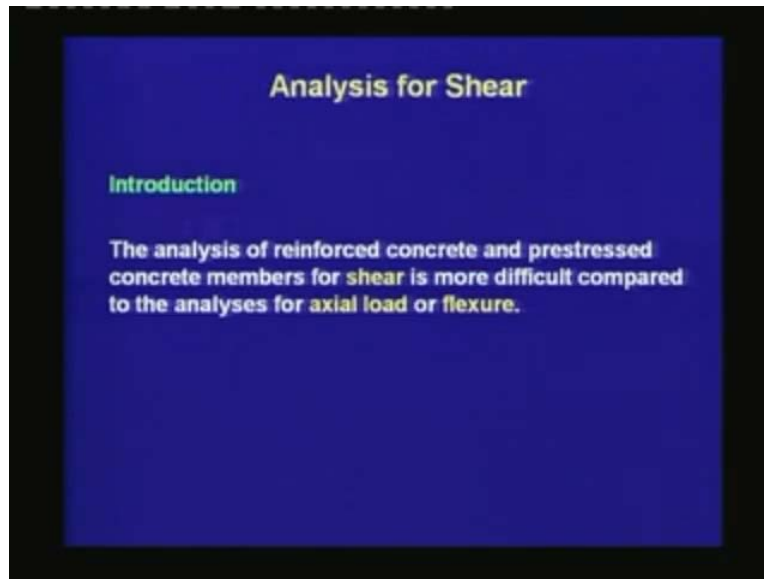 Analysis for Shear
Introduction
The analysis of reinforced concrete and prestressed
concrete members for shear is more difficult compared
to the analyses for axial load or flexure.